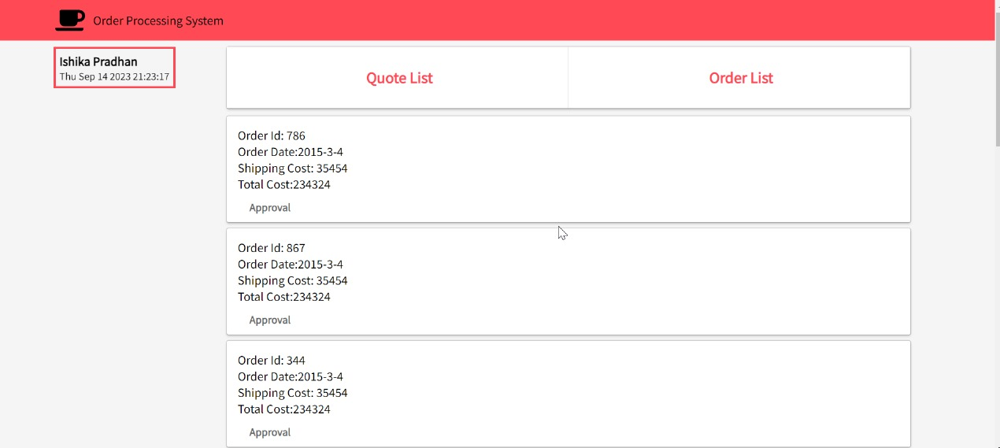 Order Processing System
Ishika Pradhan
Thu Sep 14 2023 21:23:17
Quote List
Order List
Order Id: 786
Order Date:2015-3-4
Shipping Cost: 35454
Total Cost:234324
Approval
Order Id: 867
Order Date:2015-3-4
Shipping Cost: 35454
Total Cost:234324
Approval
Order Id: 344
Order Date:2015-3-4
Shipping Cost: 35454
Total Cost:234324
Approval